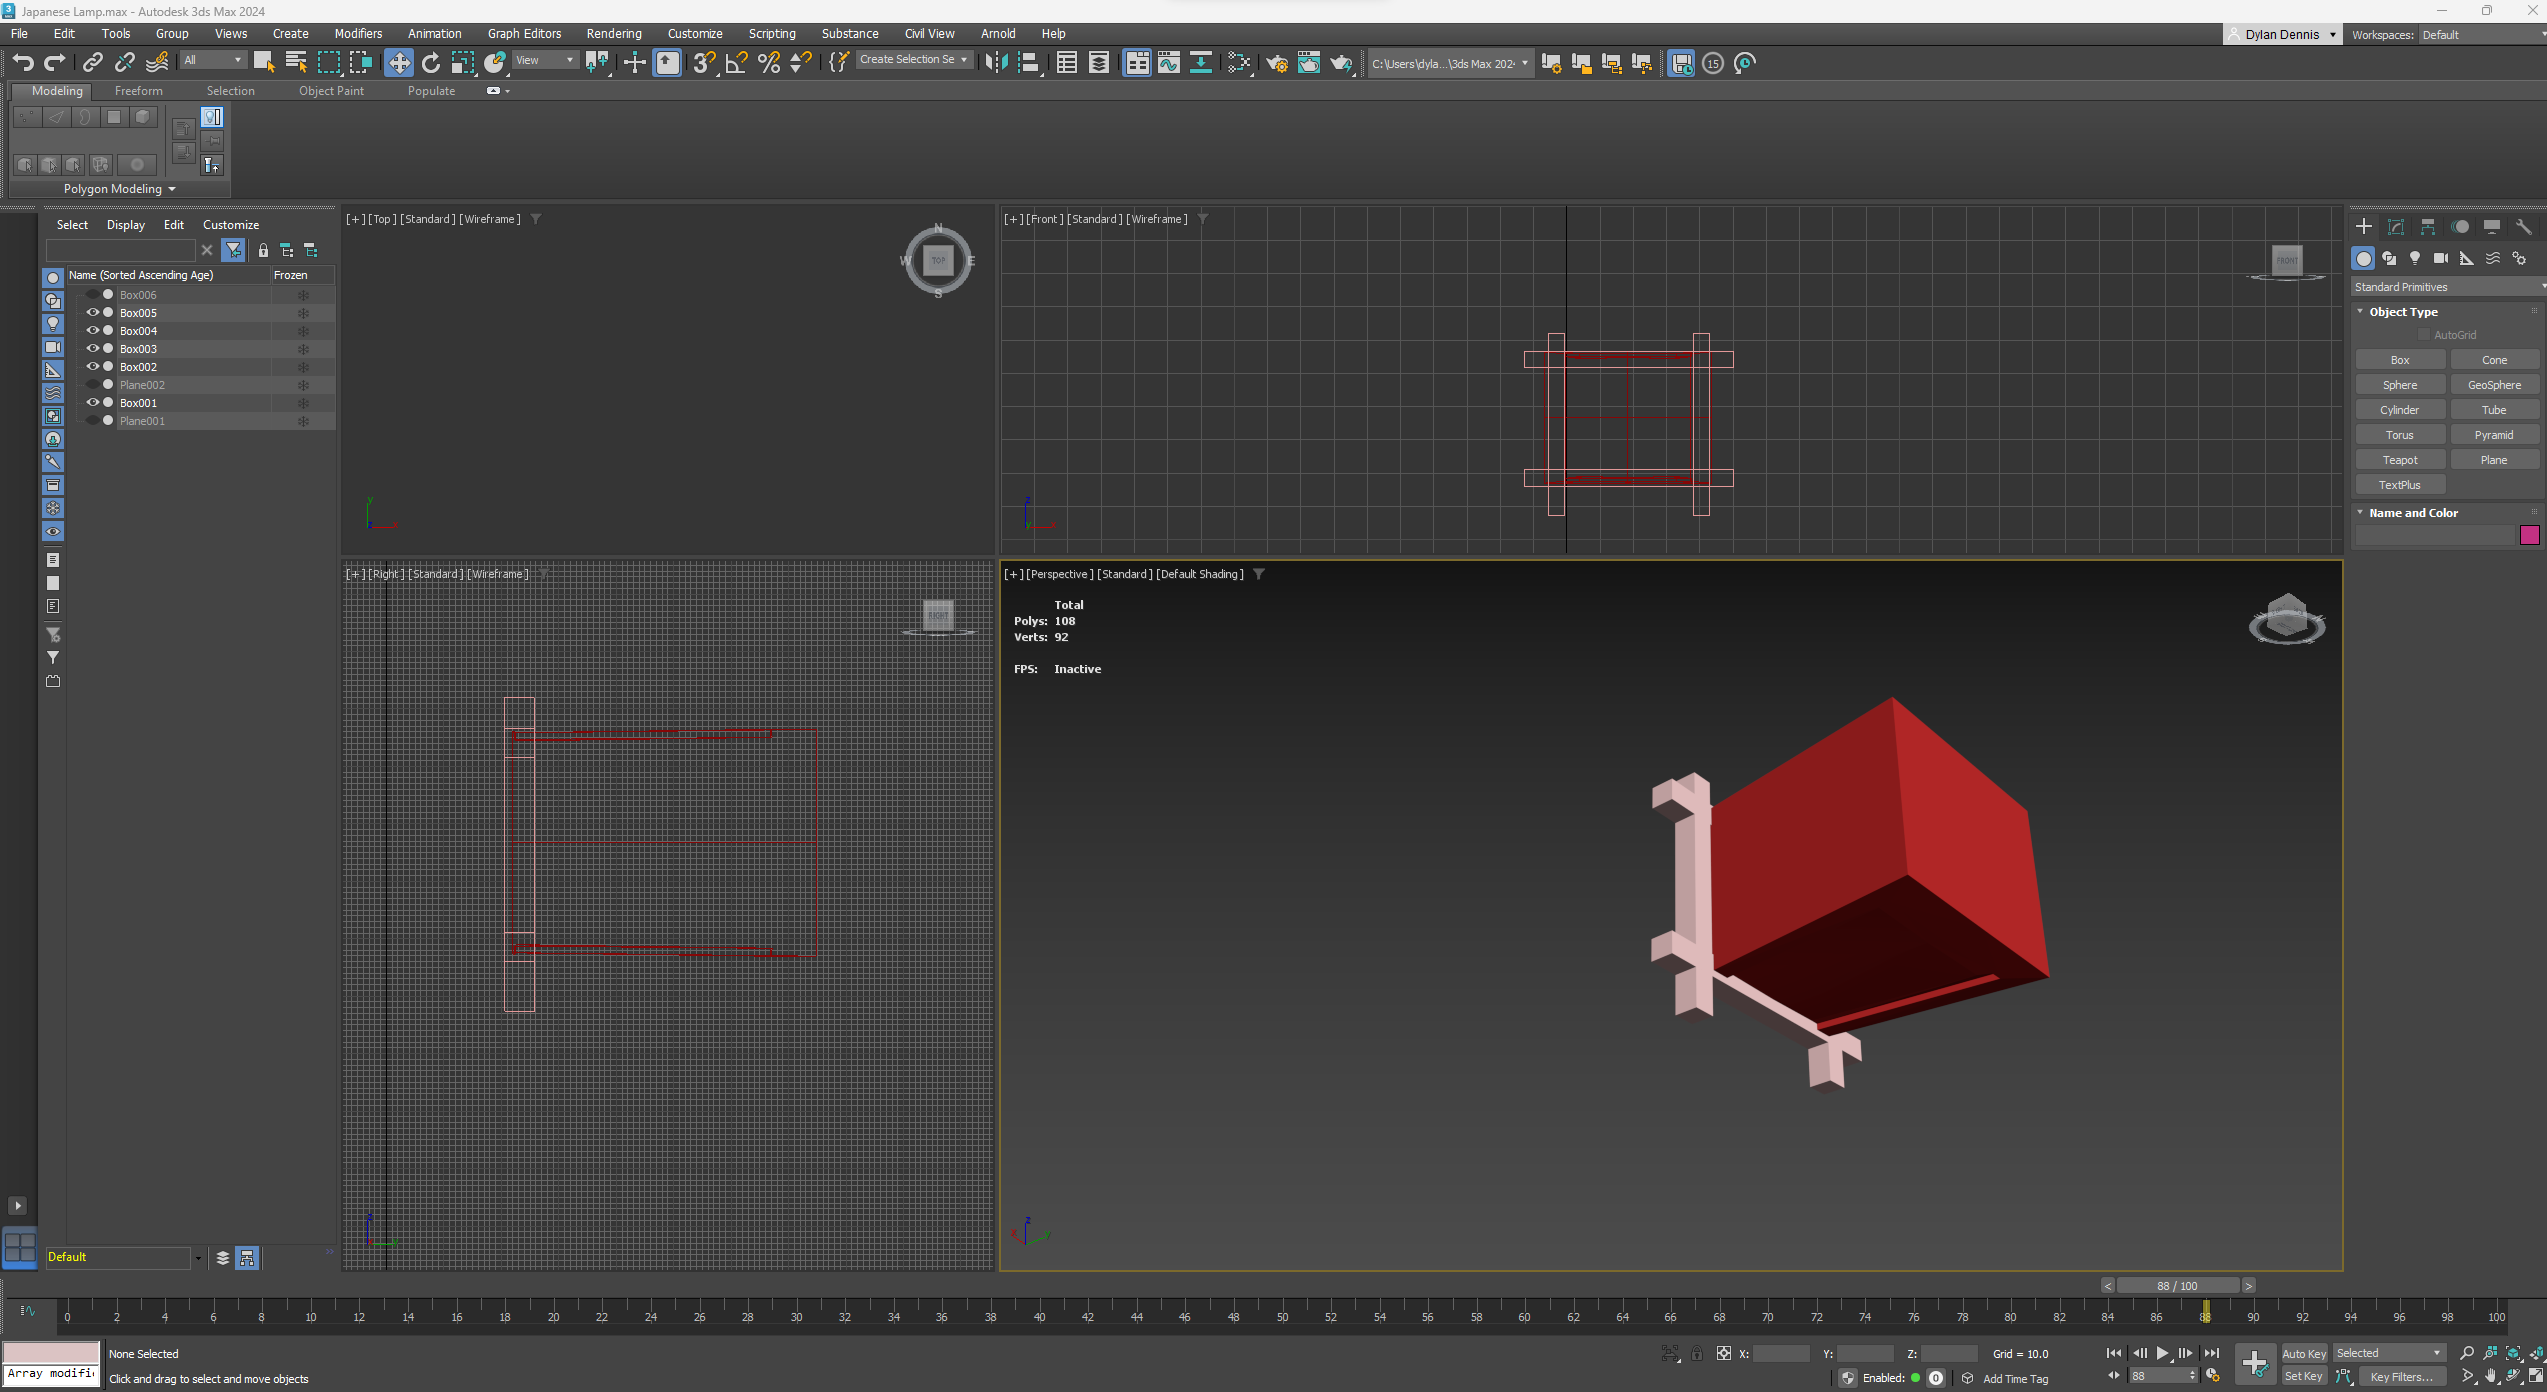 Japanese Lamp.max - Autodesk 3ds Max 2024
File Edit Tools Group Views Create Modifiers Animation Graph Editors Rendering Customize Scripting Substance Civil View Arnold Help
Dylan Dennis Workspaces: Default
All View Create Selection Se C:\Users\dyla...\3ds Max 202 15
Modeling Freeform Selection Object Paint Populate
Polygon Modeling
Select Display Edit Customize
Name (Sorted Ascending Age) Frozen
Box006
Box005
Box004
Box003
Box002
Plane002
Box001
Plane001
Default
[+] [Top] [Standard] [Wireframe]
N
W TOP E
S
y
z x
[+] [Front] [Standard] [Wireframe]
FRONT
z
y x
[+] [Right] [Standard] [Wireframe]
RIGHT
z
x y
[+] [Perspective] [Standard] [Default Shading]
Total
Polys: 108
Verts: 92
FPS: Inactive
z
x y
Standard Primitives
Object Type
AutoGrid
Box Cone
Sphere GeoSphere
Cylinder Tube
Torus Pyramid
Teapot Plane
TextPlus
Name and Color
< 88 / 100 >
0 2 4 6 8 10 12 14 16 18 20 22 24 26 28 30 32 34 36 38 40 42 44 46 48 50 52 54 56 58 60 62 64 66 68 70 72 74 76 78 80 82 84 86 88 90 92 94 96 98 100
None Selected
Array modifi
Click and drag to select and move objects
X: Y: Z: Grid = 10.0
Enabled: 0 Add Time Tag
88
Auto Key Selected
Set Key Key Filters...